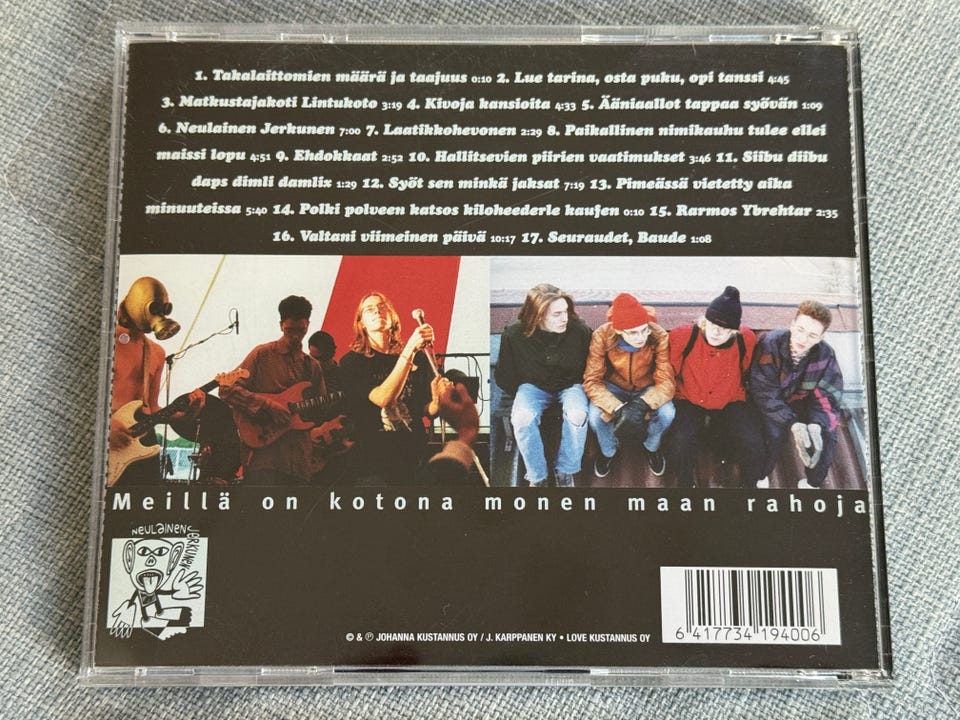 1. Takalaittomien määrä ja taajuus 0:10 2. Lue tarina, osta puku, opi tanssi 4:45
3. Matkustajakoti Lintukoto 3:19 4. Kivoja kansioita 4:33 5. Ääniaallot tappaa syövän 1:09
6. Neulainen Jerkunen 7:00 7. Laatikkohevonen 2:29 8. Paikallinen nimikauhu tulee ellei
maissi lopu 4:51 9. Ehdokkaat 2:52 10. Hallitsevien piirien vaatimukset 3:46 11. Siibu diibu
daps dimli damlix 1:29 12. Syöt sen minkä jaksat 7:19 13. Pimeässä vietetty aika
minuuteissa 5:40 14. Polki polveen katsos kiloheederle kaujen 0:10 15. Rarmos Ybrehtar 2:35
16. Valtani viimeinen päivä 10:17 17. Seuraudet, Baude 1:08
Meillä on kotona monen maan rahoja
NEULAINEN JERKUNEN
© & ℗ JOHANNA KUSTANNUS OY / J. KARPPANEN KY • LOVE KUSTANNUS OY
6 417734 194006